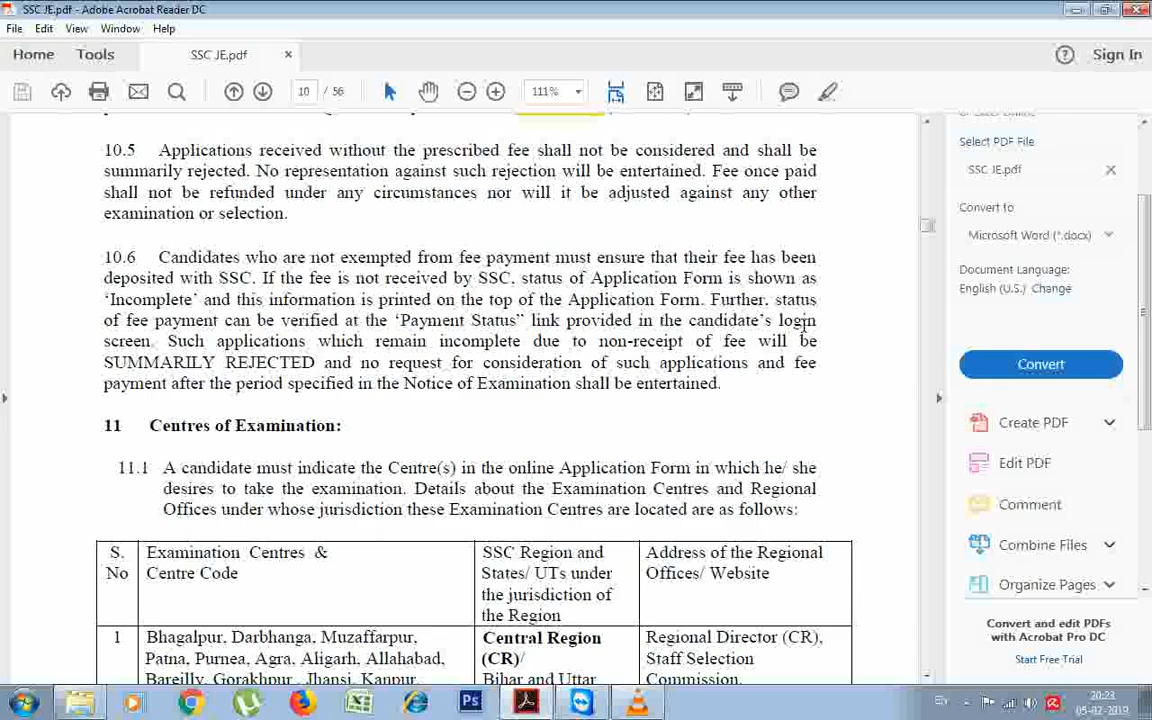 SSC JE.pdf - Adobe Acrobat Reader DC
File Edit View Window Help
Home Tools SSC JE.pdf × Sign In
10 / 56 111%
10.5 Applications received without the prescribed fee shall not be considered and shall be
summarily rejected. No representation against such rejection will be entertained. Fee once paid
shall not be refunded under any circumstances nor will it be adjusted against any other
examination or selection.
10.6 Candidates who are not exempted from fee payment must ensure that their fee has been
deposited with SSC. If the fee is not received by SSC, status of Application Form is shown as
‘Incomplete’ and this information is printed on the top of the Application Form. Further, status
of fee payment can be verified at the ‘Payment Status” link provided in the candidate’s login
screen. Such applications which remain incomplete due to non-receipt of fee will be
SUMMARILY REJECTED and no request for consideration of such applications and fee
payment after the period specified in the Notice of Examination shall be entertained.
11 Centres of Examination:
11.1 A candidate must indicate the Centre(s) in the online Application Form in which he/ she
desires to take the examination. Details about the Examination Centres and Regional
Offices under whose jurisdiction these Examination Centres are located are as follows:
S. No
Examination Centres &
Centre Code
SSC Region and
States/ UTs under
the jurisdiction of
the Region
Address of the Regional
Offices/ Website
1
Bhagalpur, Darbhanga, Muzaffarpur,
Patna, Purnea, Agra, Aligarh, Allahabad,
Bareilly, Gorakhpur, Jhansi, Kanpur,
Central Region
(CR)/
Bihar and Uttar
Regional Director (CR),
Staff Selection
Commission,
Select PDF File
SSC JE.pdf
Convert to
Microsoft Word (*.docx)
Document Language:
English (U.S.) Change
Convert
Create PDF
Edit PDF
Comment
Combine Files
Organize Pages
Convert and edit PDFs
with Acrobat Pro DC
Start Free Trial
Ps
EN
20:23
05-02-2019